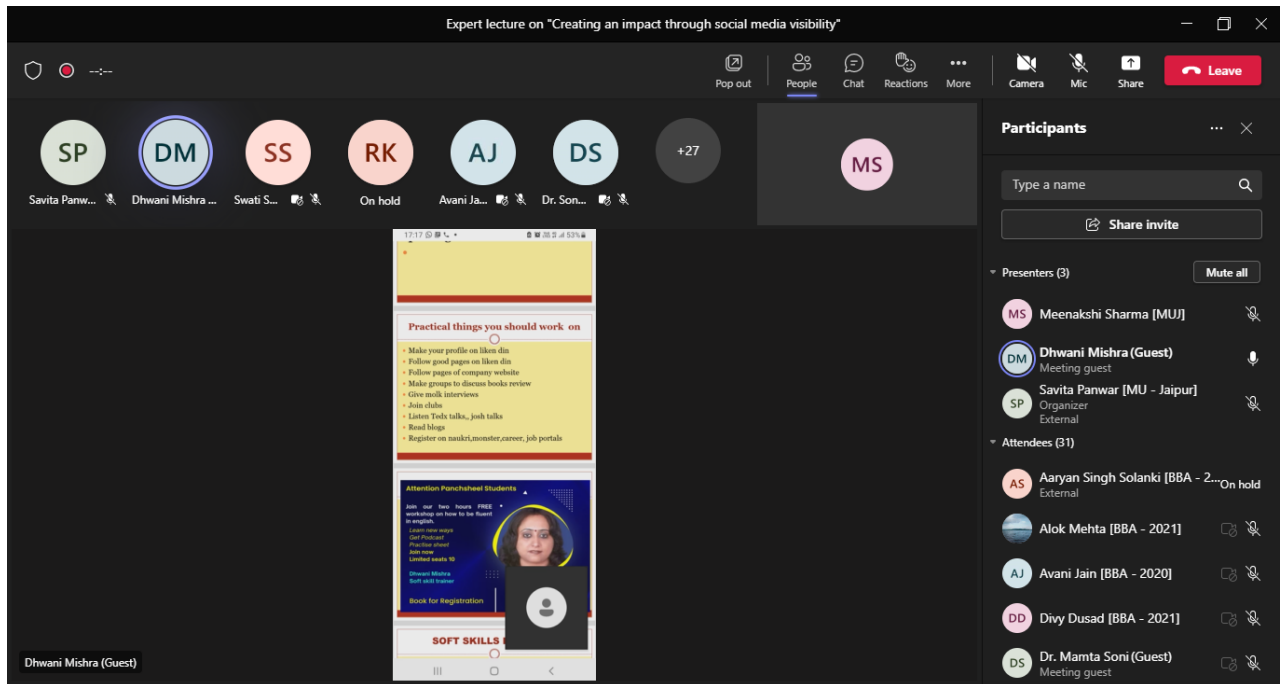 Expert lecture on "Creating an impact through social media visibility"
--:--
Pop out
People
Chat
Reactions
More
Camera
Mic
Share
Leave
SP
DM
SS
RK
AJ
DS
+27
MS
Savita Panw...
Dhwani Mishra ...
Swati S...
On hold
Avani Ja...
Dr. Son...
17:17
53%
Practical things you should work on
• Make your profile on liken din
• Follow good pages on liken din
• Follow pages of company website
• Make groups to discuss books review
• Give molk interviews
• Join clubs
• Listen Tedx talks,, josh talks
• Read blogs
• Register on naukri,monster,career, job portals
Attention Panchsheel Students
Join our two hours FREE
workshop on how to be fluent
in english.
Learn new ways
Get Podcast
Practise sheet
Join now
Limited seats 10
Dhwani Mishra
Soft skill trainer
Book for Registration
SOFT SKILLS
Dhwani Mishra (Guest)
Participants
Type a name
Share invite
Presenters (3)
Mute all
MS
Meenakshi Sharma [MUJ]
DM
Dhwani Mishra (Guest)
Meeting guest
SP
Savita Panwar [MU - Jaipur]
Organizer
External
Attendees (31)
AS
Aaryan Singh Solanki [BBA - 2...
On hold
External
Alok Mehta [BBA - 2021]
AJ
Avani Jain [BBA - 2020]
DD
Divy Dusad [BBA - 2021]
DS
Dr. Mamta Soni (Guest)
Meeting guest